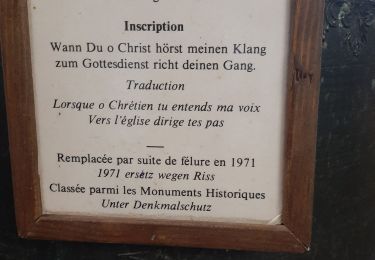 Inscription
Wann Du o Christ hörst meinen Klang
zum Gottesdienst richt deinen Gang.
Traduction
Lorsque o Chrétien tu entends ma voix
Vers l'église dirige tes pas
Remplacée par suite de fêlure en 1971
1971 ersetz wegen Riss
Classée parmi les Monuments Historiques
Unter Denkmalschutz